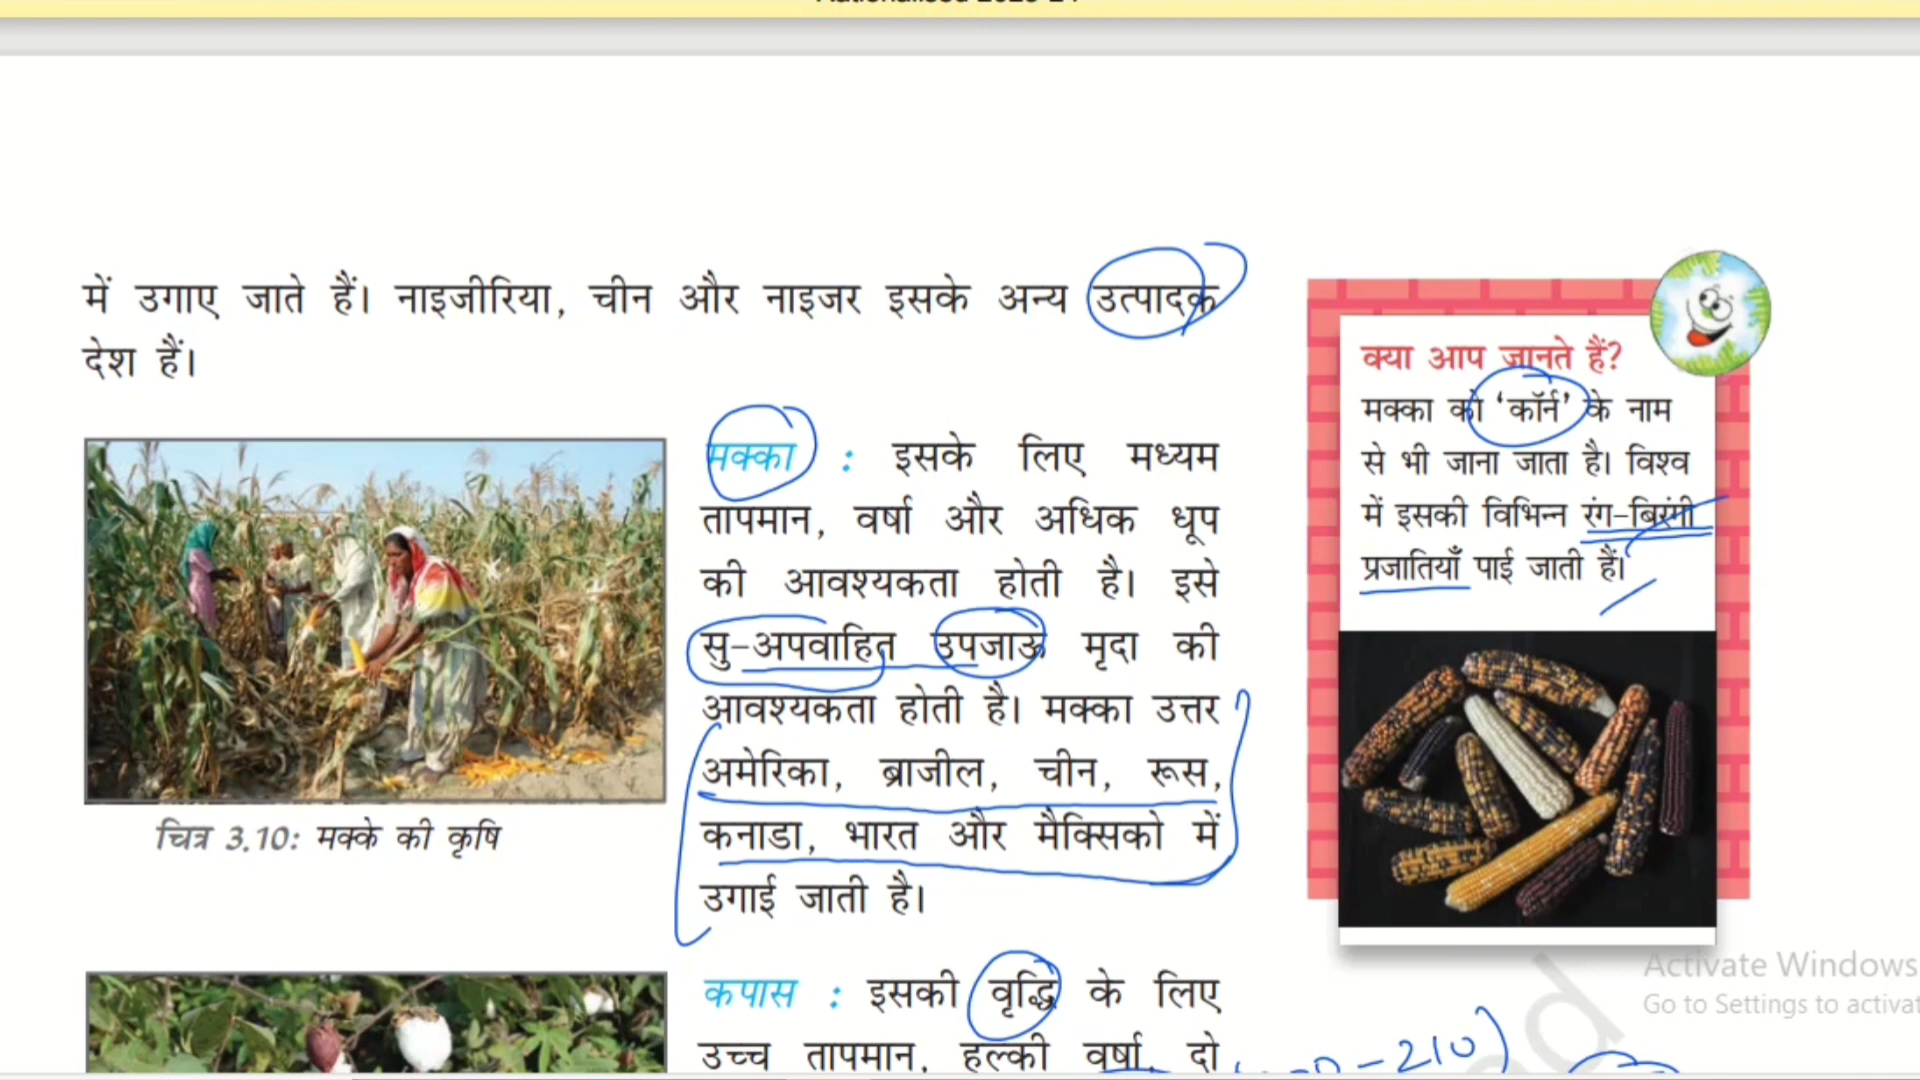 में उगाए जाते हैं। नाइजीरिया, चीन और नाइजर इसके अन्य उत्पादक
देश हैं।
मक्का : इसके लिए मध्यम
तापमान, वर्षा और अधिक धूप
की आवश्यकता होती है। इसे
सु-अपवाहित उपजाऊ मृदा की
आवश्यकता होती है। मक्का उत्तर
अमेरिका, ब्राजील, चीन, रूस,
कनाडा, भारत और मैक्सिको में
उगाई जाती है।
चित्र 3.10: मक्के की कृषि
कपास : इसकी वृद्धि के लिए
उच्च तापमान, हल्की वर्षा, दो
क्या आप जानते हैं?
मक्का को ‘कॉर्न’ के नाम
से भी जाना जाता है। विश्व
में इसकी विभिन्न रंग-बिरंगी
प्रजातियाँ पाई जाती हैं।
Activate Windows
Go to Settings to activat
-210)